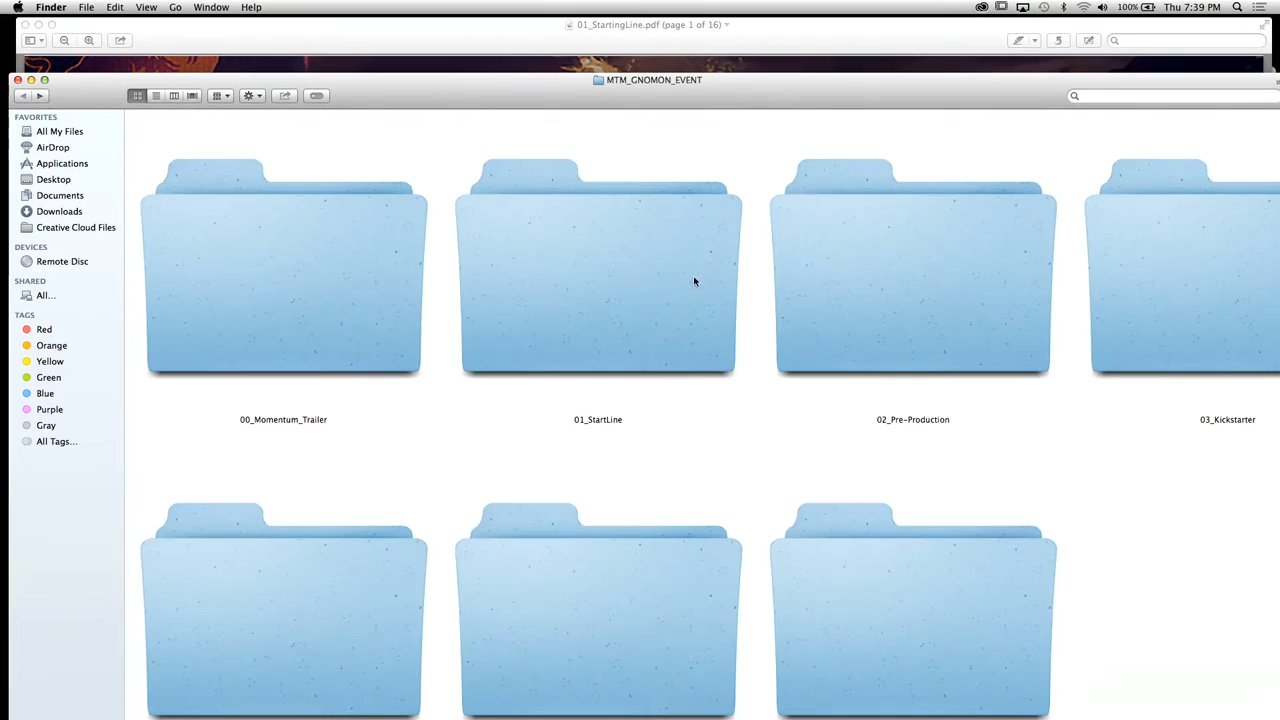 Finder File Edit View Go Window Help 100% Thu 7:39 PM
01_StartingLine.pdf (page 1 of 16)
MTM_GNOMON_EVENT
FAVORITES
All My Files
AirDrop
Applications
Desktop
Documents
Downloads
Creative Cloud Files
DEVICES
Remote Disc
SHARED
All...
TAGS
Red
Orange
Yellow
Green
Blue
Purple
Gray
All Tags...
00_Momentum_Trailer 01_StartLine 02_Pre-Production 03_Kickstarter